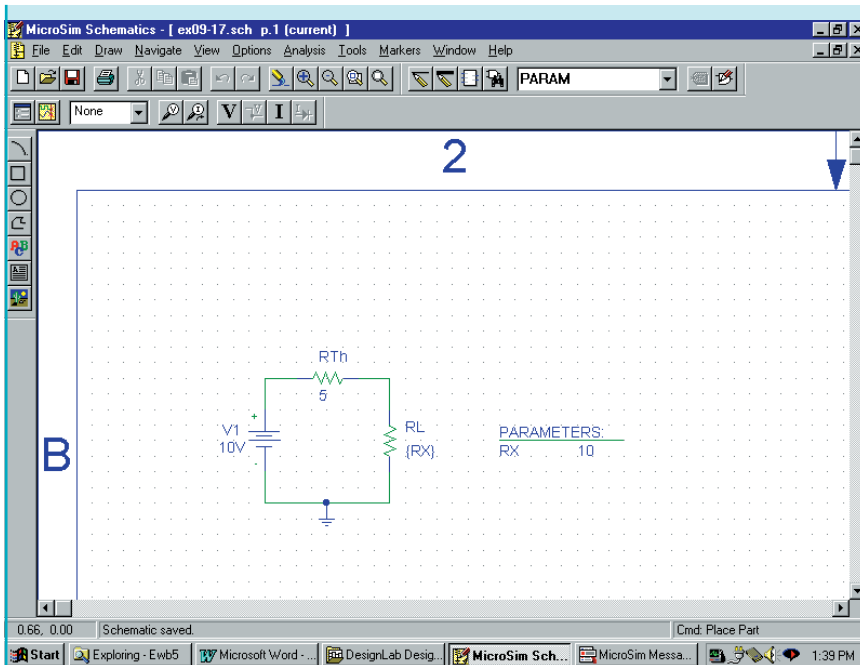 MicroSim Schematics - [ ex09-17.sch p.1 (current) ]
File Edit Draw Navigate View Options Analysis Tools Markers Window Help
PARAM
None
V
I
ABC
2
B
RTh
5
V1
10V
+
-
RL
{RX}
PARAMETERS:
RX 10
0.66, 0.00 Schematic saved. Cmd: Place Part
Start Exploring - Ewb5 Microsoft Word - ... DesignLab Desig... MicroSim Sch... MicroSim Messa... 1:39 PM